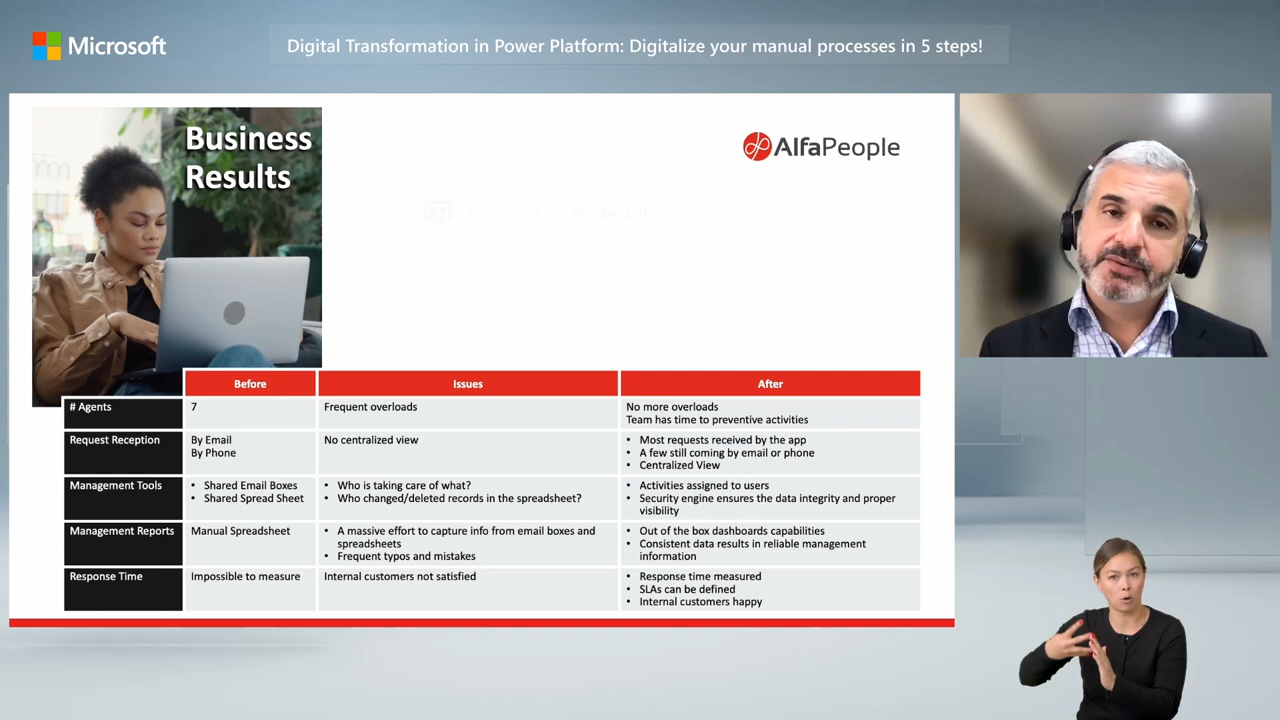 Microsoft
Digital Transformation in Power Platform: Digitalize your manual processes in 5 steps!
Business
Results
AlfaPeople
Before
Issues
After
# Agents
7
Frequent overloads
No more overloads
Team has time to preventive activities
Request Reception
By Email
By Phone
No centralized view
• Most requests received by the app
• A few still coming by email or phone
• Centralized View
Management Tools
• Shared Email Boxes
• Shared Spread Sheet
• Who is taking care of what?
• Who changed/deleted records in the spreadsheet?
• Activities assigned to users
• Security engine ensures the data integrity and proper
visibility
Management Reports
Manual Spreadsheet
• A massive effort to capture info from email boxes and
spreadsheets
• Frequent typos and mistakes
• Out of the box dashboards capabilities
• Consistent data results in reliable management
information
Response Time
Impossible to measure
Internal customers not satisfied
• Response time measured
• SLAs can be defined
• Internal customers happy